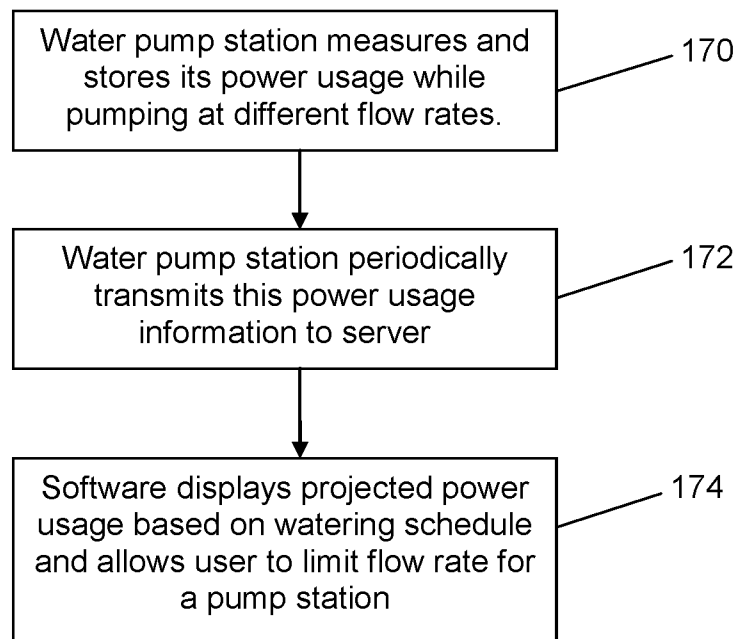 Water pump station measures and
stores its power usage while
pumping at different flow rates.
170
Water pump station periodically
transmits this power usage
information to server
172
Software displays projected power
usage based on watering schedule
and allows user to limit flow rate for
a pump station
174